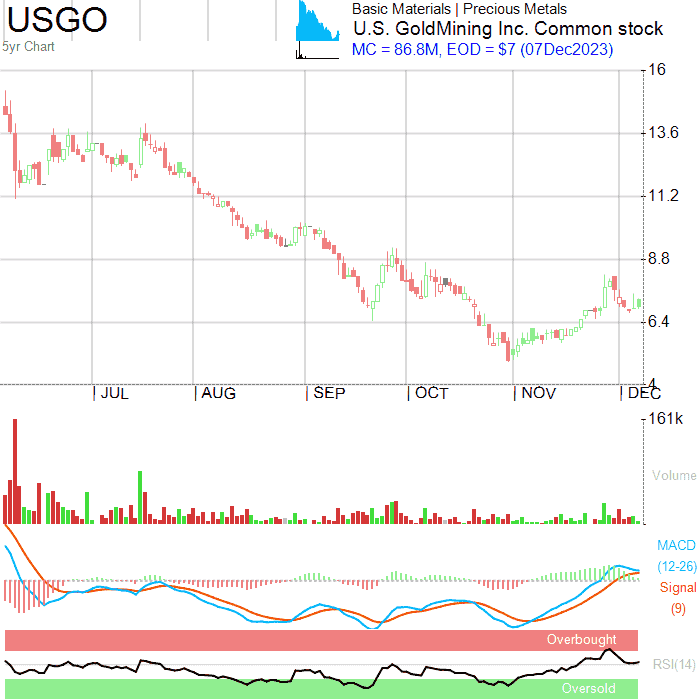 USGO
5yr Chart
Basic Materials | Precious Metals
U.S. GoldMining Inc. Common stock
MC = 86.8M, EOD = $7 (07Dec2023)
16
13.6
11.2
8.8
6.4
4
JUL
AUG
SEP
OCT
NOV
DEC
161k
Volume
MACD
(12-26)
Signal
(9)
Overbought
RSI(14)
Oversold